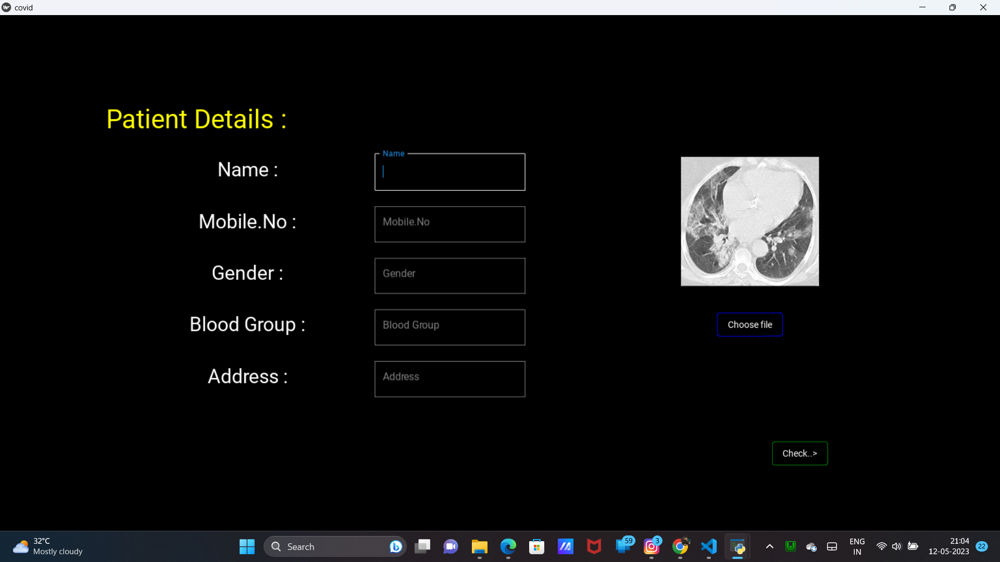 covid
Patient Details :
Name :
Name
Mobile.No :
Mobile.No
Gender :
Gender
Blood Group :
Blood Group
Address :
Address
Choose file
Check..>
32°C
Mostly cloudy
Search
59
3
ENG
IN
21:04
12-05-2023
22